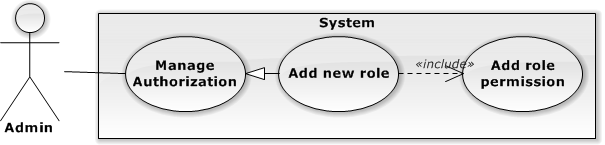 System
Manage
Authorization
Add new role
«include»
Add role
permission
Admin